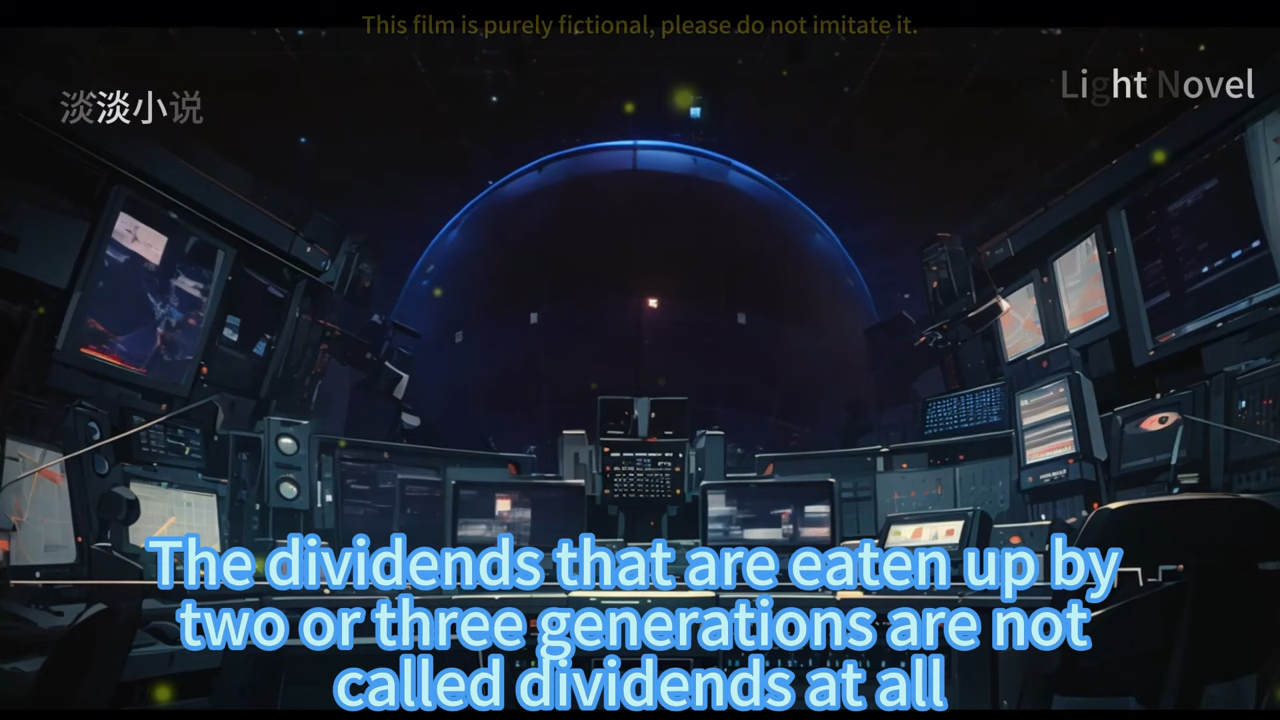 This film is purely fictional, please do not imitate it.
淡淡小说
Light Novel
The dividends that are eaten up by
two or three generations are not
called dividends at all